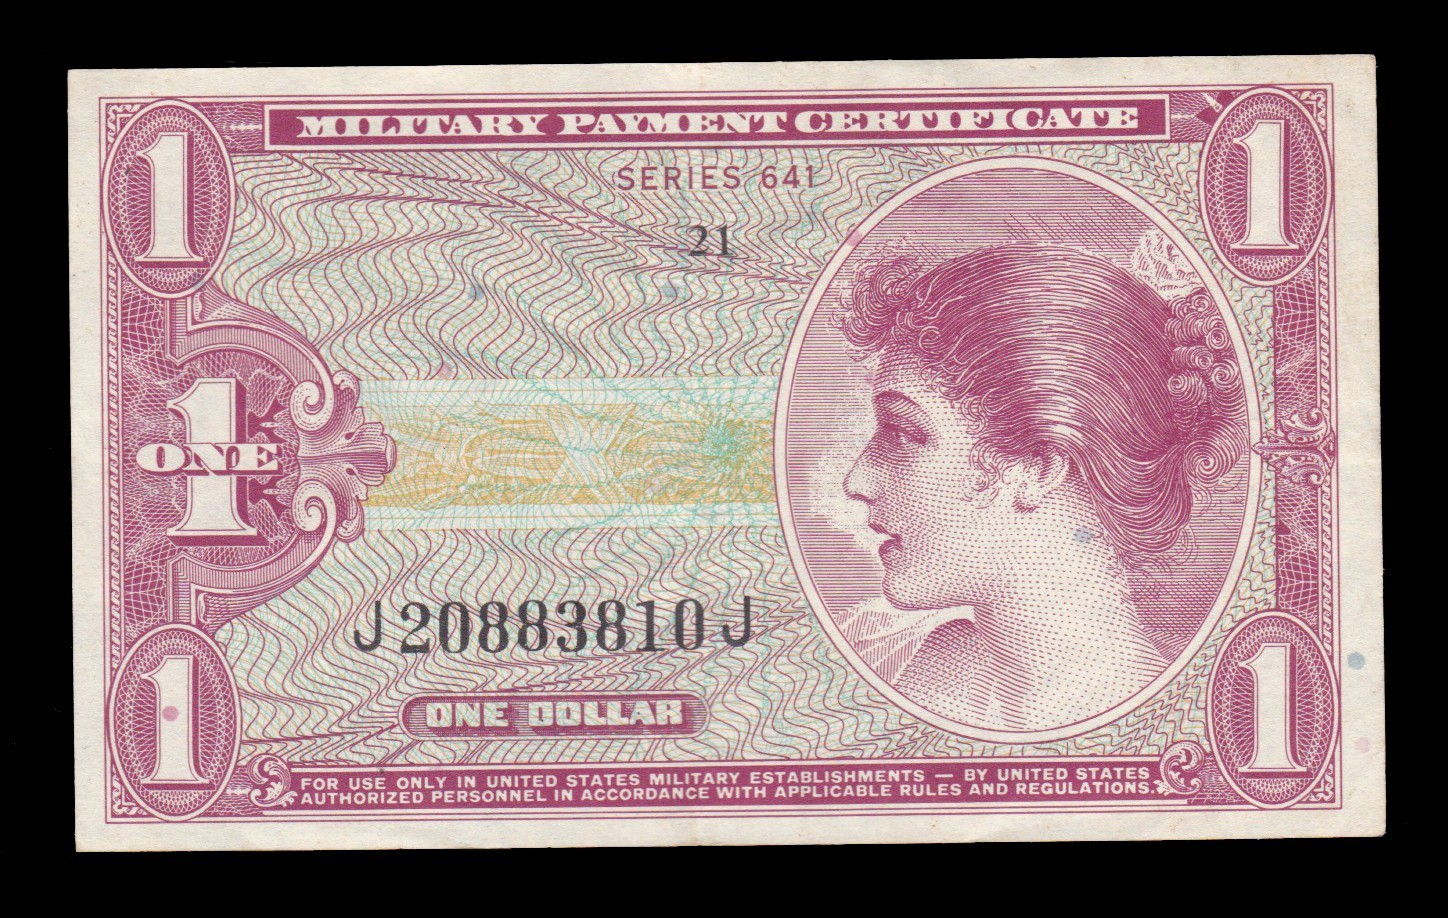 1 MILITARY PAYMENT CERTIFICATE 1
SERIES 641
21
1
ONE
J20883810J
ONE DOLLAR
1 1
FOR USE ONLY IN UNITED STATES MILITARY ESTABLISHMENTS — BY UNITED STATES
AUTHORIZED PERSONNEL IN ACCORDANCE WITH APPLICABLE RULES AND REGULATIONS.